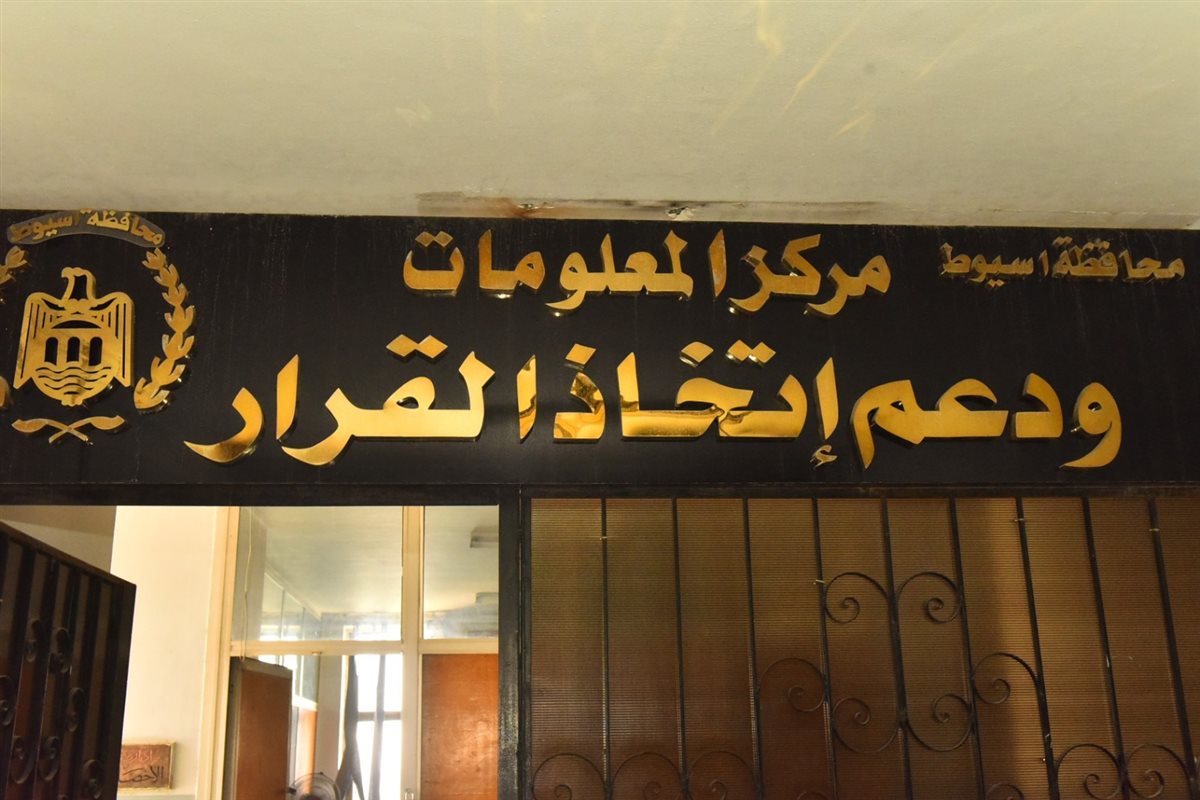 محافظة اسيوط
مركز المعلومات
ودعم إتخاذ القرار
محافظة اسيوط